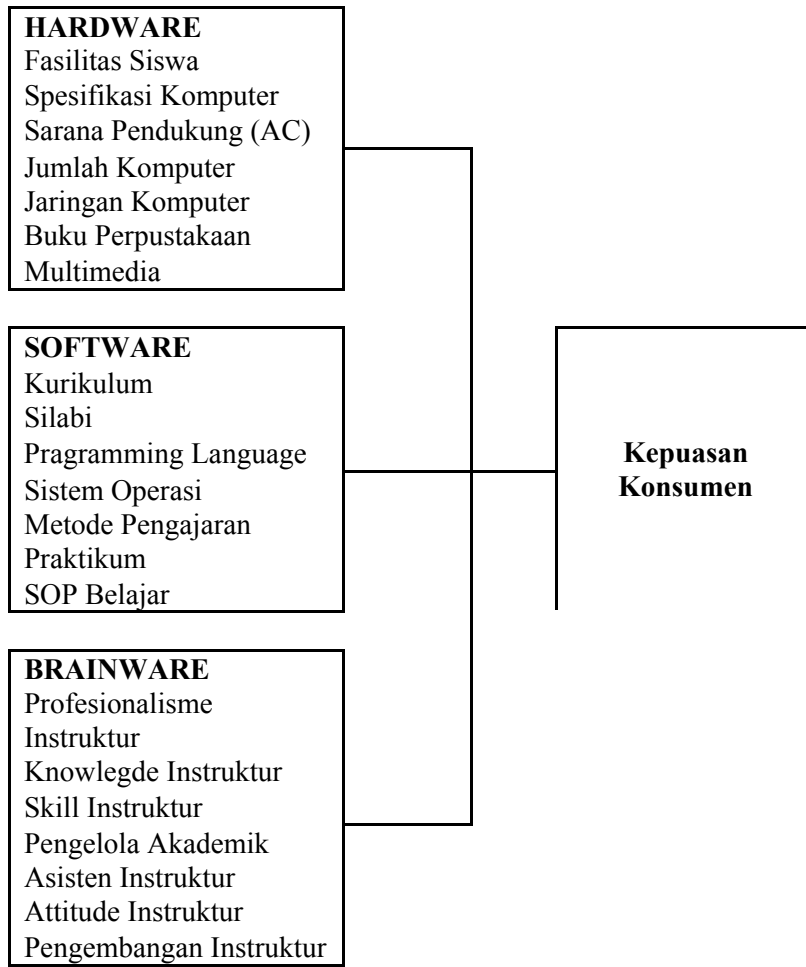 HARDWARE
Fasilitas Siswa
Spesifikasi Komputer
Sarana Pendukung (AC)
Jumlah Komputer
Jaringan Komputer
Buku Perpustakaan
Multimedia
SOFTWARE
Kurikulum
Silabi
Pragramming Language
Sistem Operasi
Metode Pengajaran
Praktikum
SOP Belajar
BRAINWARE
Profesionalisme
Instruktur
Knowlegde Instruktur
Skill Instruktur
Pengelola Akademik
Asisten Instruktur
Attitude Instruktur
Pengembangan Instruktur
Kepuasan
Konsumen